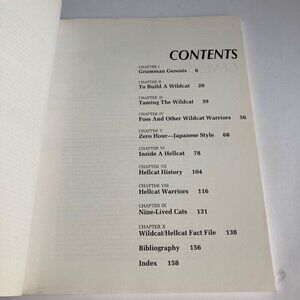 CONTENTS
CHAPTER I
Grumman Genesis 8
CHAPTER II
To Build A Wildcat 20
CHAPTER III
Taming The Wildcat 39
CHAPTER IV
Foss And Other Wildcat Warriors 56
CHAPTER V
Zero Hour—Japanese Style 68
CHAPTER VI
Inside A Hellcat 78
CHAPTER VII
Hellcat History 104
CHAPTER VIII
Hellcat Warriors 116
CHAPTER IX
Nine-Lived Cats 131
CHAPTER X
Wildcat/Hellcat Fact File 138
Bibliography 156
Index 158